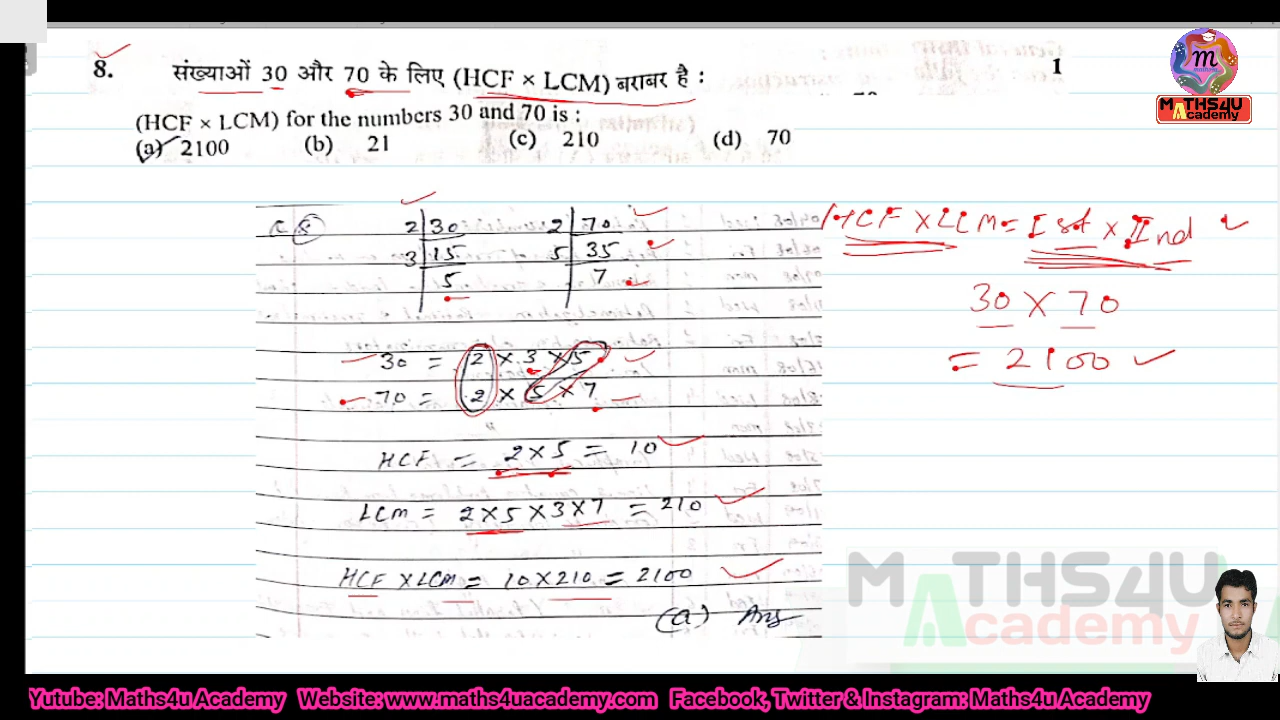 8. संख्याओं 30 और 70 के लिए (HCF × LCM) बराबर है : 1
(HCF × LCM) for the numbers 30 and 70 is :
(a) 2100 (b) 21 (c) 210 (d) 70
m
MATHS4U
Academy
8
2 30 2 70
3 15 5 35
5 7
30 = 2 × 3 × 5
70 = 2 × 5 × 7
HCF = 2 × 5 = 10
LCM = 2 × 5 × 3 × 7 = 210
HCF × LCM = 10 × 210 = 2100
(a) Ans
HCF × LCM = I st × II nd
30 × 70
= 2100
MATHS4U
Academy
Yutube: Maths4u Academy Website: www.maths4uacademy.com Facebook, Twitter & Instagram: Maths4u Academy